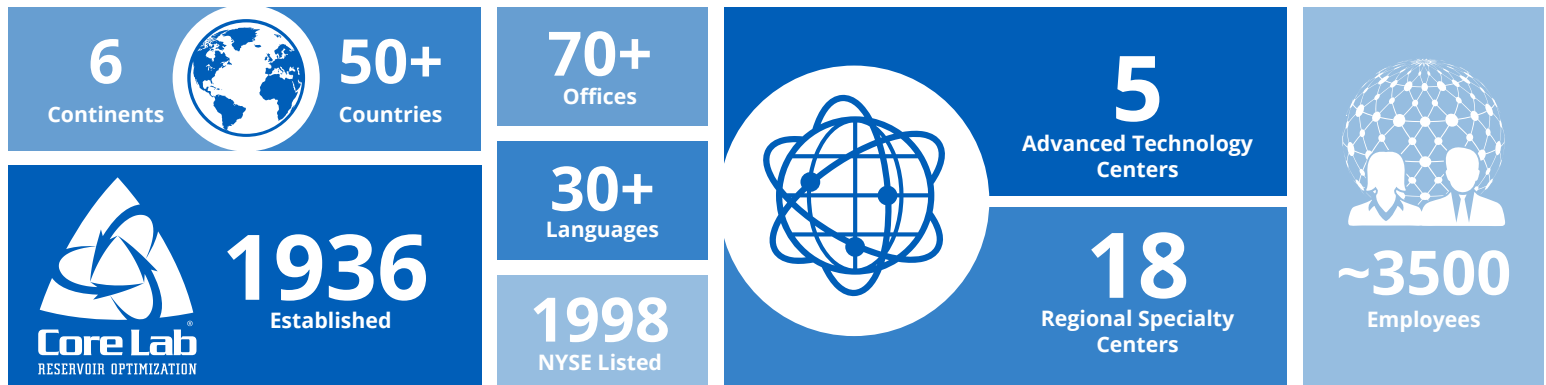 6
Continents
50+
Countries
Core Lab®
RESERVOIR OPTIMIZATION
1936
Established
70+
Offices
30+
Languages
1998
NYSE Listed
5
Advanced Technology
Centers
18
Regional Specialty
Centers
~3500
Employees